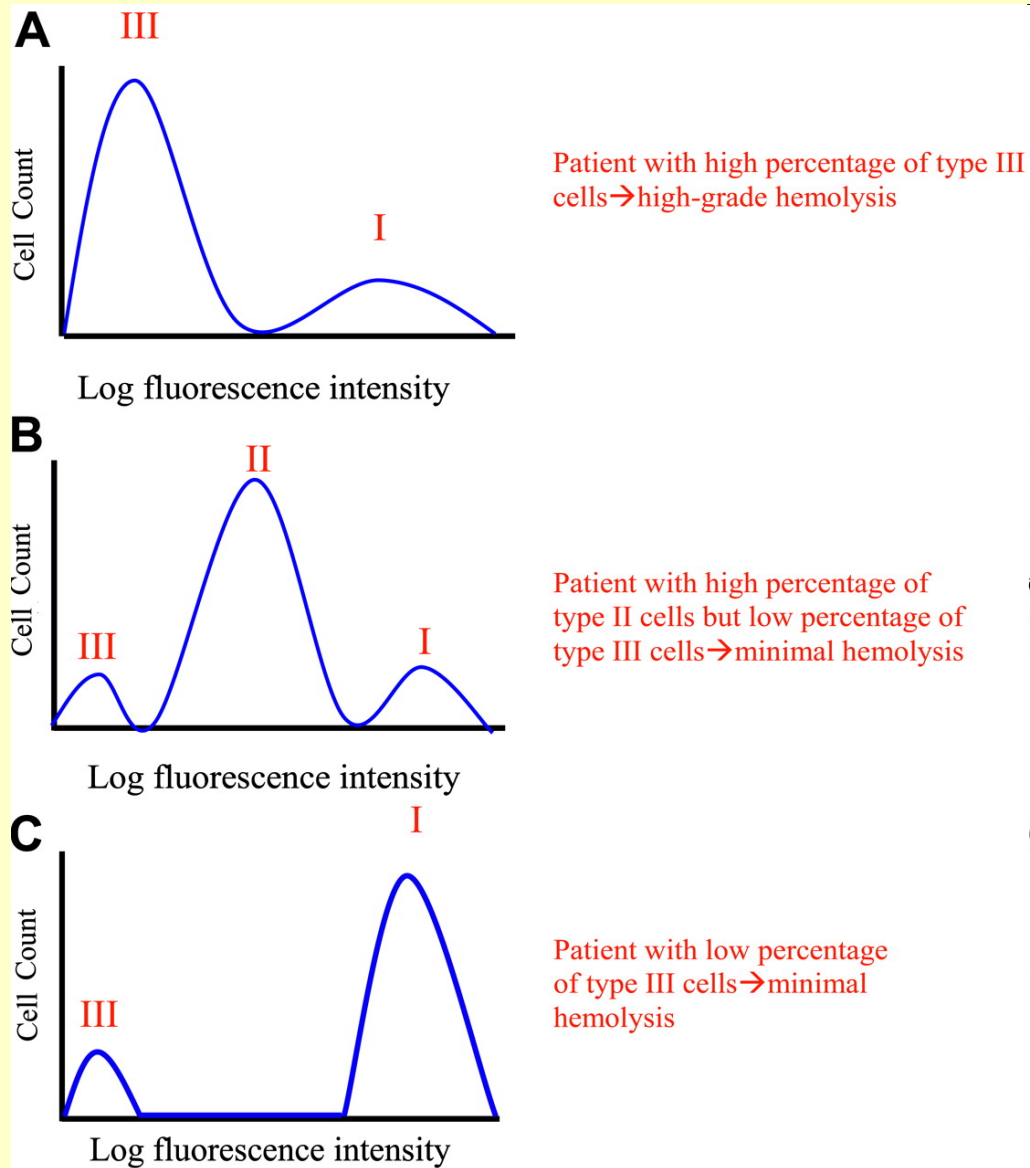 A
III
I
Cell Count
Patient with high percentage of type III
cells→high-grade hemolysis
Log fluorescence intensity
B
II
III
I
Cell Count
Patient with high percentage of
type II cells but low percentage of
type III cells→minimal hemolysis
Log fluorescence intensity
C
I
III
Cell Count
Patient with low percentage
of type III cells→minimal
hemolysis
Log fluorescence intensity